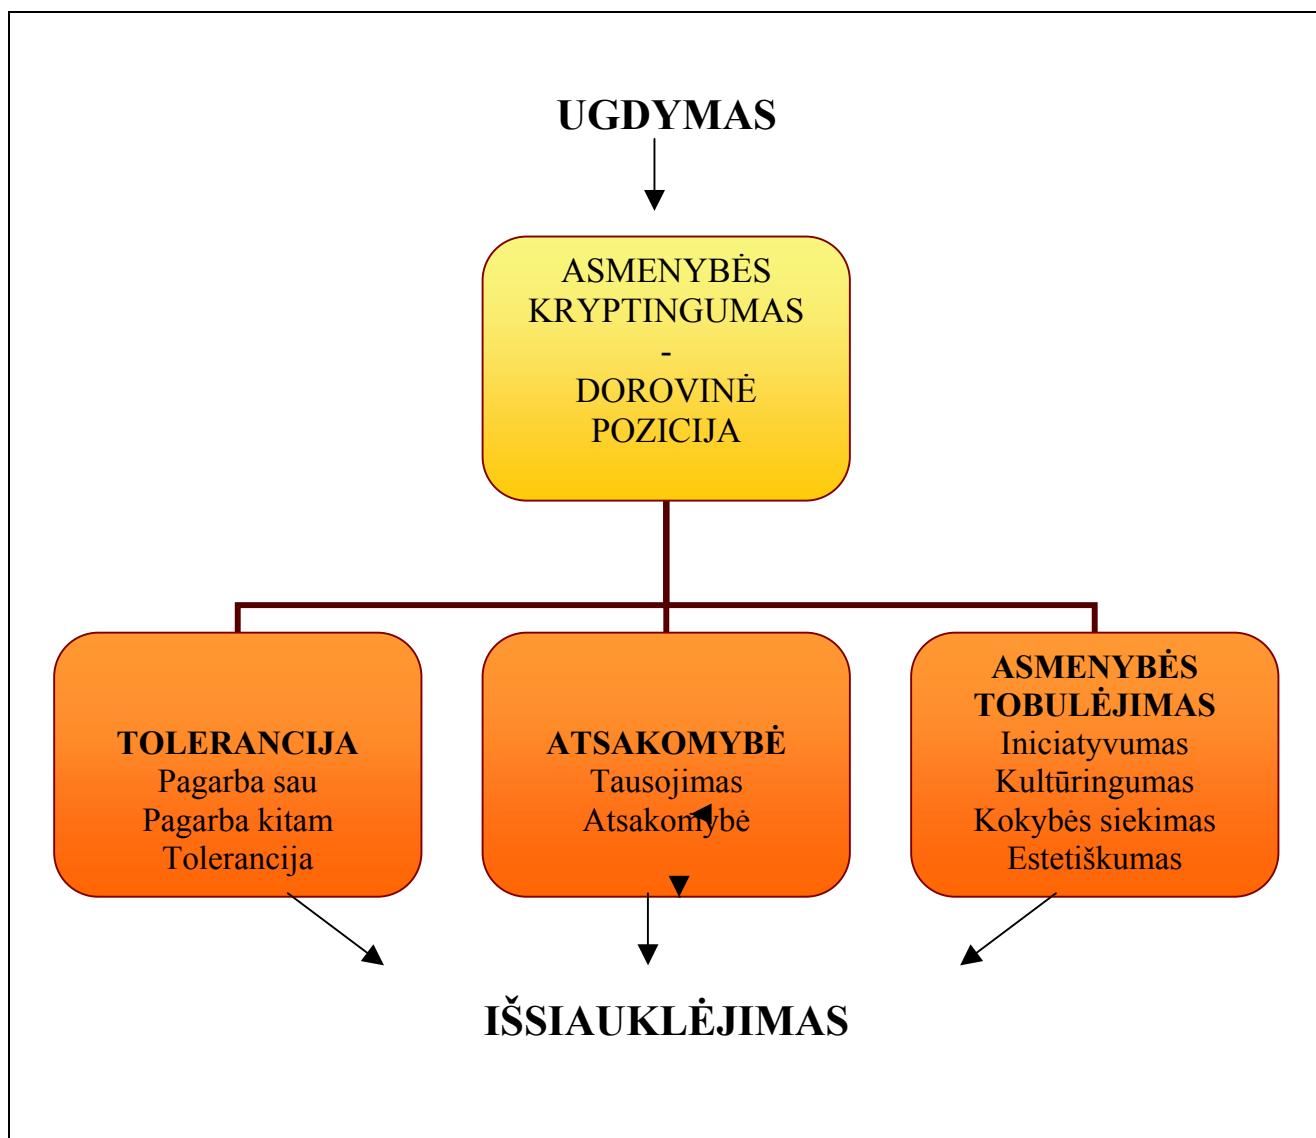 UGDYMAS
ASMENYBĖS
KRYPTINGUMAS
-
DOROVINĖ
POZICIJA
TOLERANCIJA
Pagarba sau
Pagarba kitam
Tolerancija
ATSAKOMYBĖ
Tausojimas
Atsakomybė
ASMENYBĖS
TOBULĖJIMAS
Iniciatyvumas
Kultūringumas
Kokybės siekimas
Estetiškumas
IŠSIAUKLĖJIMAS